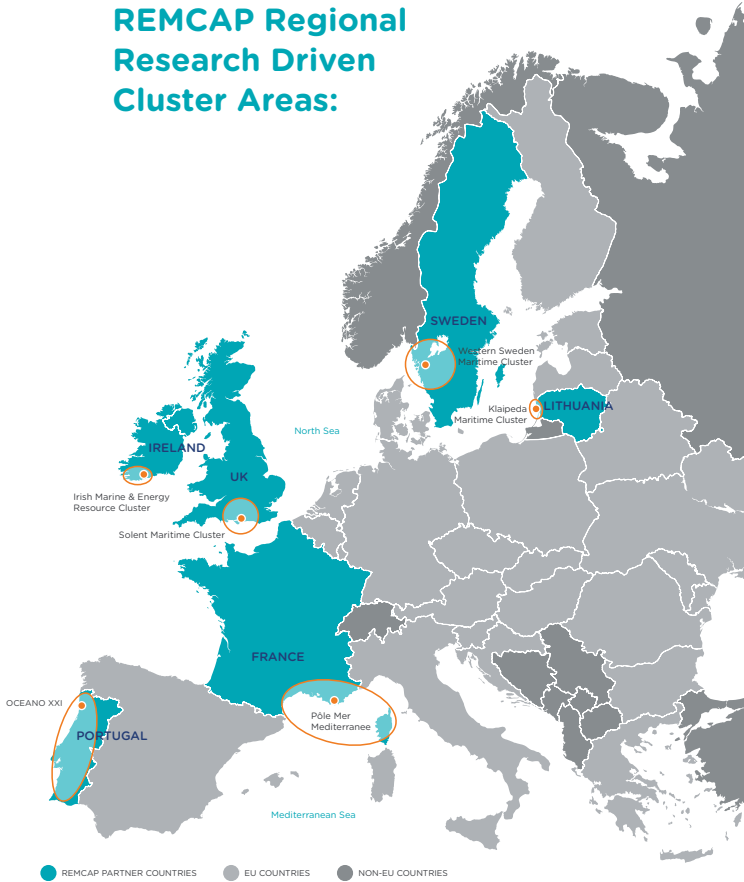 REMCAP Regional
Research Driven
Cluster Areas:
SWEDEN
Western Sweden
Maritime Cluster
Klaipeda
Maritime Cluster
LITHUANIA
North Sea
IRELAND
UK
Irish Marine & Energy
Resource Cluster
Solent Maritime Cluster
FRANCE
Pôle Mer
Mediterranee
OCEANO XXI
PORTUGAL
Mediterranean Sea
REMCAP PARTNER COUNTRIES
EU COUNTRIES
NON-EU COUNTRIES